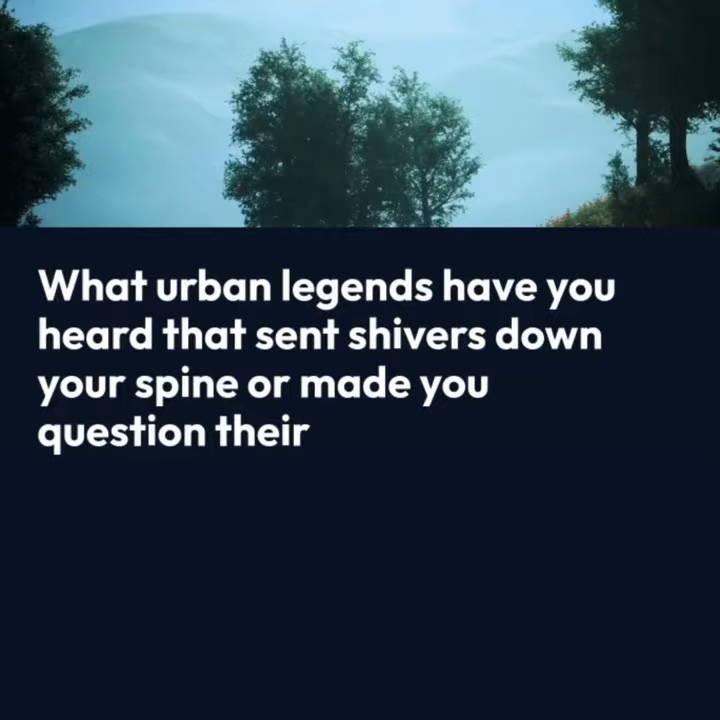 What urban legends have you
heard that sent shivers down
your spine or made you
question their